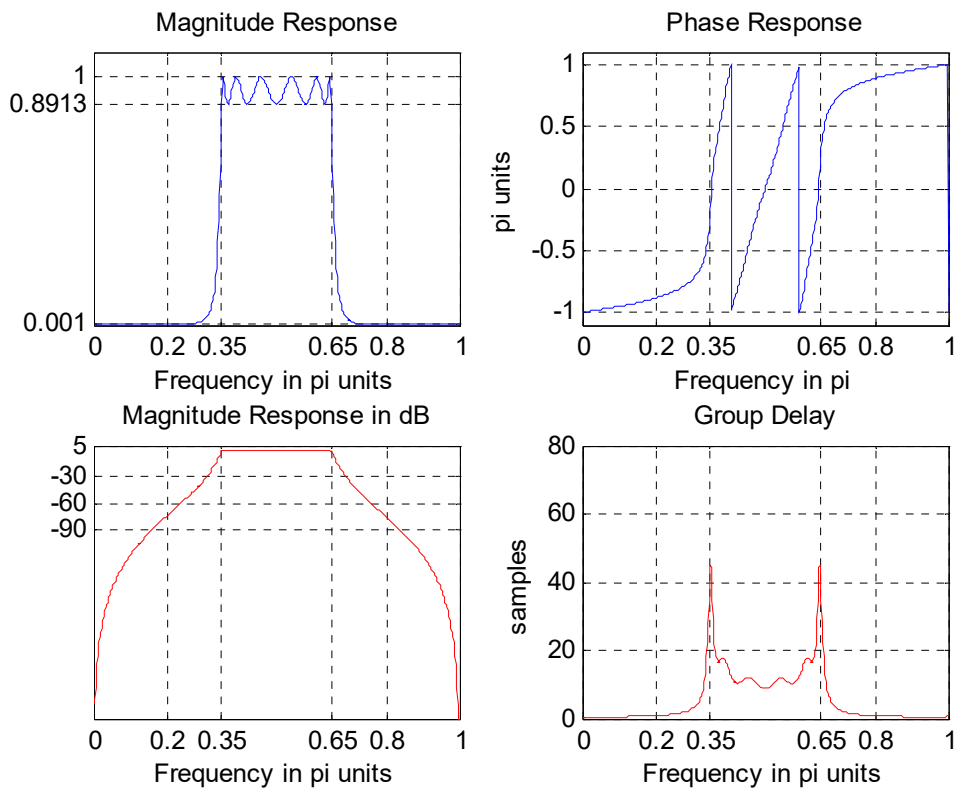 Magnitude Response
1
0.8913
0.001
0 0.2 0.35 0.65 0.8 1
Frequency in pi units
Phase Response
pi units
1
0.5
0
-0.5
-1
0 0.2 0.35 0.65 0.8 1
Frequency in pi
Magnitude Response in dB
5
-30
-60
-90
0 0.2 0.35 0.65 0.8 1
Frequency in pi units
Group Delay
samples
80
60
40
20
0
0 0.2 0.35 0.65 0.8 1
Frequency in pi units